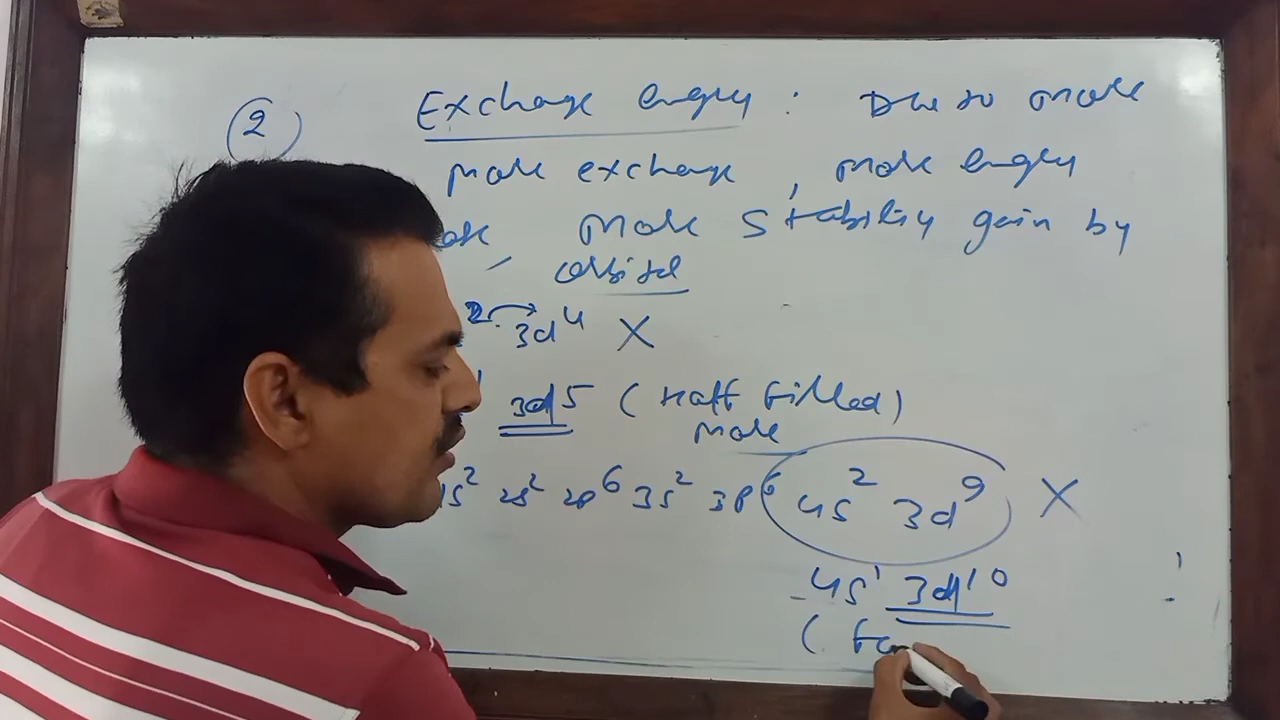 ② Exchange energy : Due to more
more exchange , more energy
more stability gain by
orbital
2 3d⁴ X
3d⁵ (Half filled)
more
1s² 2s² 2p⁶ 3s² 3p⁶ 4s² 3d⁹ X
4s¹ 3d¹⁰
(